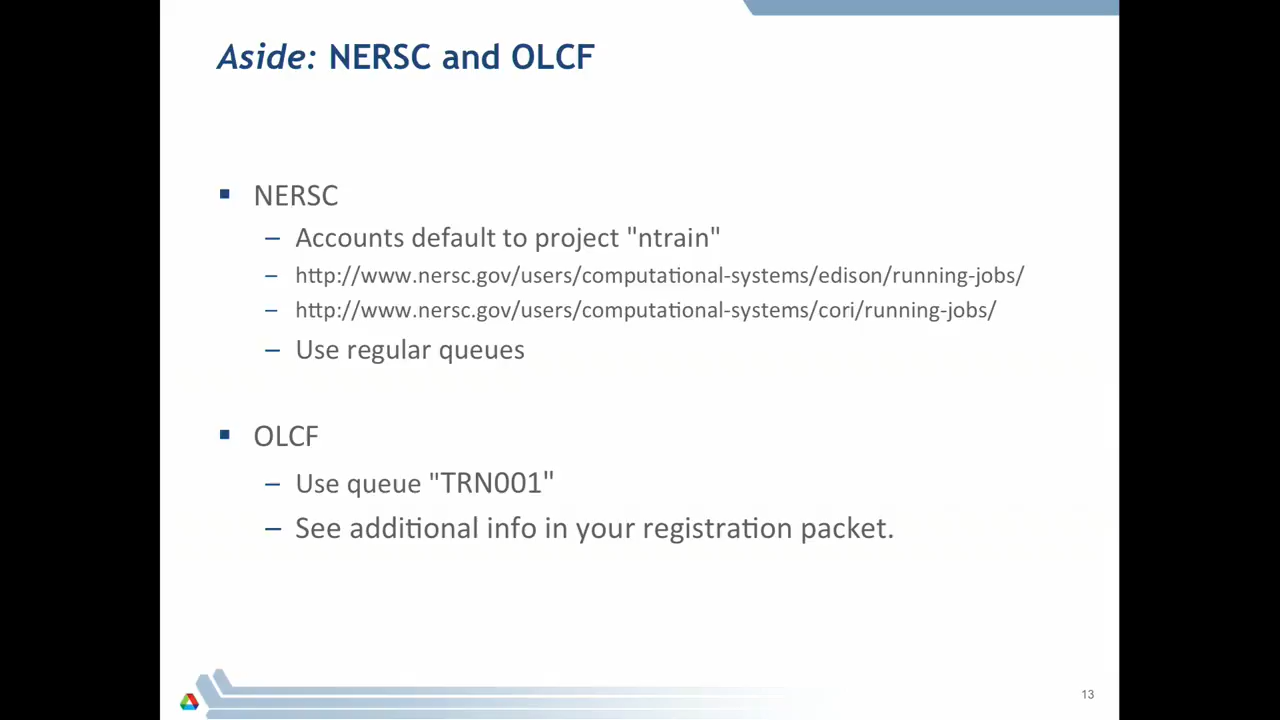 Aside: NERSC and OLCF
▪ NERSC
– Accounts default to project "ntrain"
– http://www.nersc.gov/users/computational-systems/edison/running-jobs/
– http://www.nersc.gov/users/computational-systems/cori/running-jobs/
– Use regular queues
▪ OLCF
– Use queue "TRN001"
– See additional info in your registration packet.
13